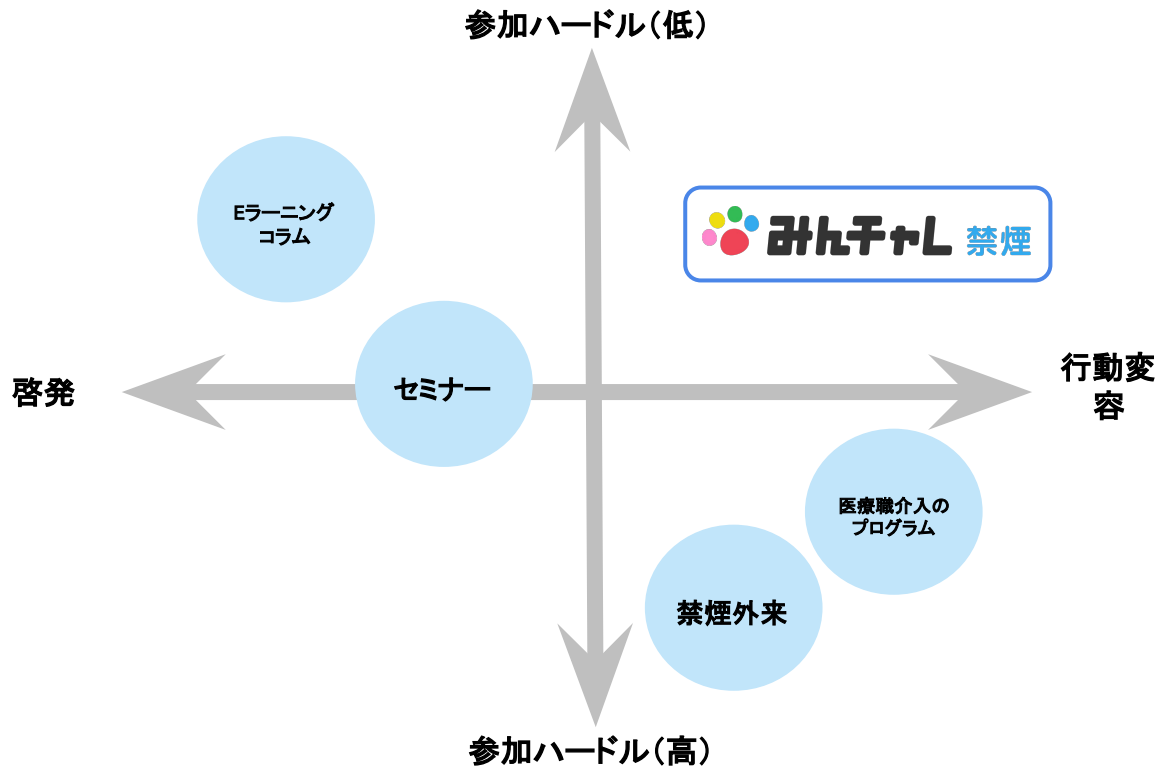 参加ハードル（低）
Eラーニング
コラム
みんチャレ 禁煙
セミナー
啓発
行動変
容
医療職介入の
プログラム
禁煙外来
参加ハードル（高）